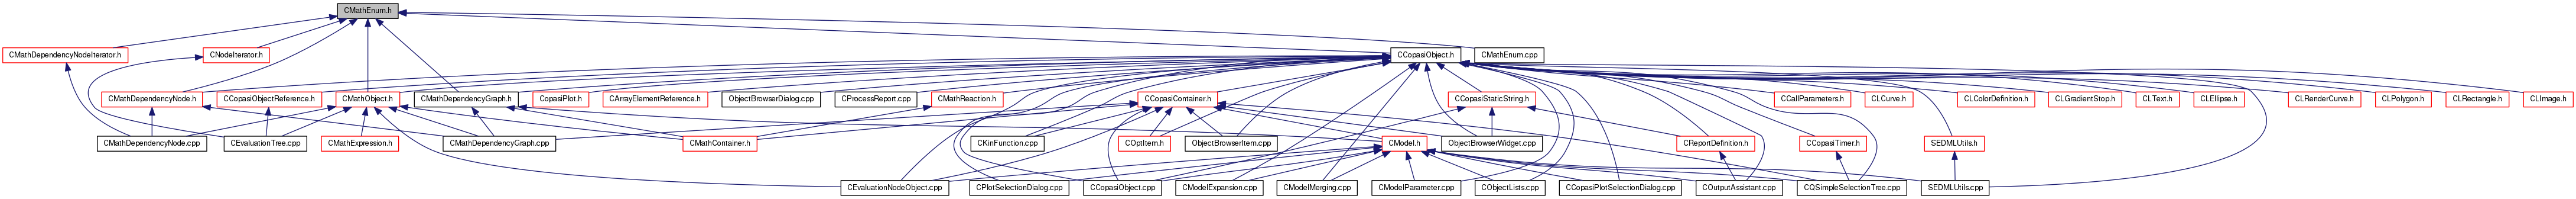 CMathEnum.h
CMathDependencyNodeIterator.h
CNodeIterator.h
CCopasiObject.h
CMathEnum.cpp
CMathDependencyNode.h
CCopasiObjectReference.h
CMathObject.h
CMathDependencyGraph.h
CopasiPlot.h
CArrayElementReference.h
ObjectBrowserDialog.cpp
CProcessReport.cpp
CMathReaction.h
CCopasiContainer.h
CCopasiStaticString.h
CCallParameters.h
CLCurve.h
CLColorDefinition.h
CLGradientStop.h
CLText.h
CLEllipse.h
CLRenderCurve.h
CLPolygon.h
CLRectangle.h
CLImage.h
CMathDependencyNode.cpp
CEvaluationTree.cpp
CMathExpression.h
CMathDependencyGraph.cpp
CMathContainer.h
CKinFunction.cpp
COptItem.h
ObjectBrowserItem.cpp
CModel.h
ObjectBrowserWidget.cpp
CReportDefinition.h
CCopasiTimer.h
SEDMLUtils.h
CEvaluationNodeObject.cpp
CPlotSelectionDialog.cpp
CCopasiObject.cpp
CModelExpansion.cpp
CModelMerging.cpp
CModelParameter.cpp
CObjectLists.cpp
CCopasiPlotSelectionDialog.cpp
COutputAssistant.cpp
CQSimpleSelectionTree.cpp
SEDMLUtils.cpp